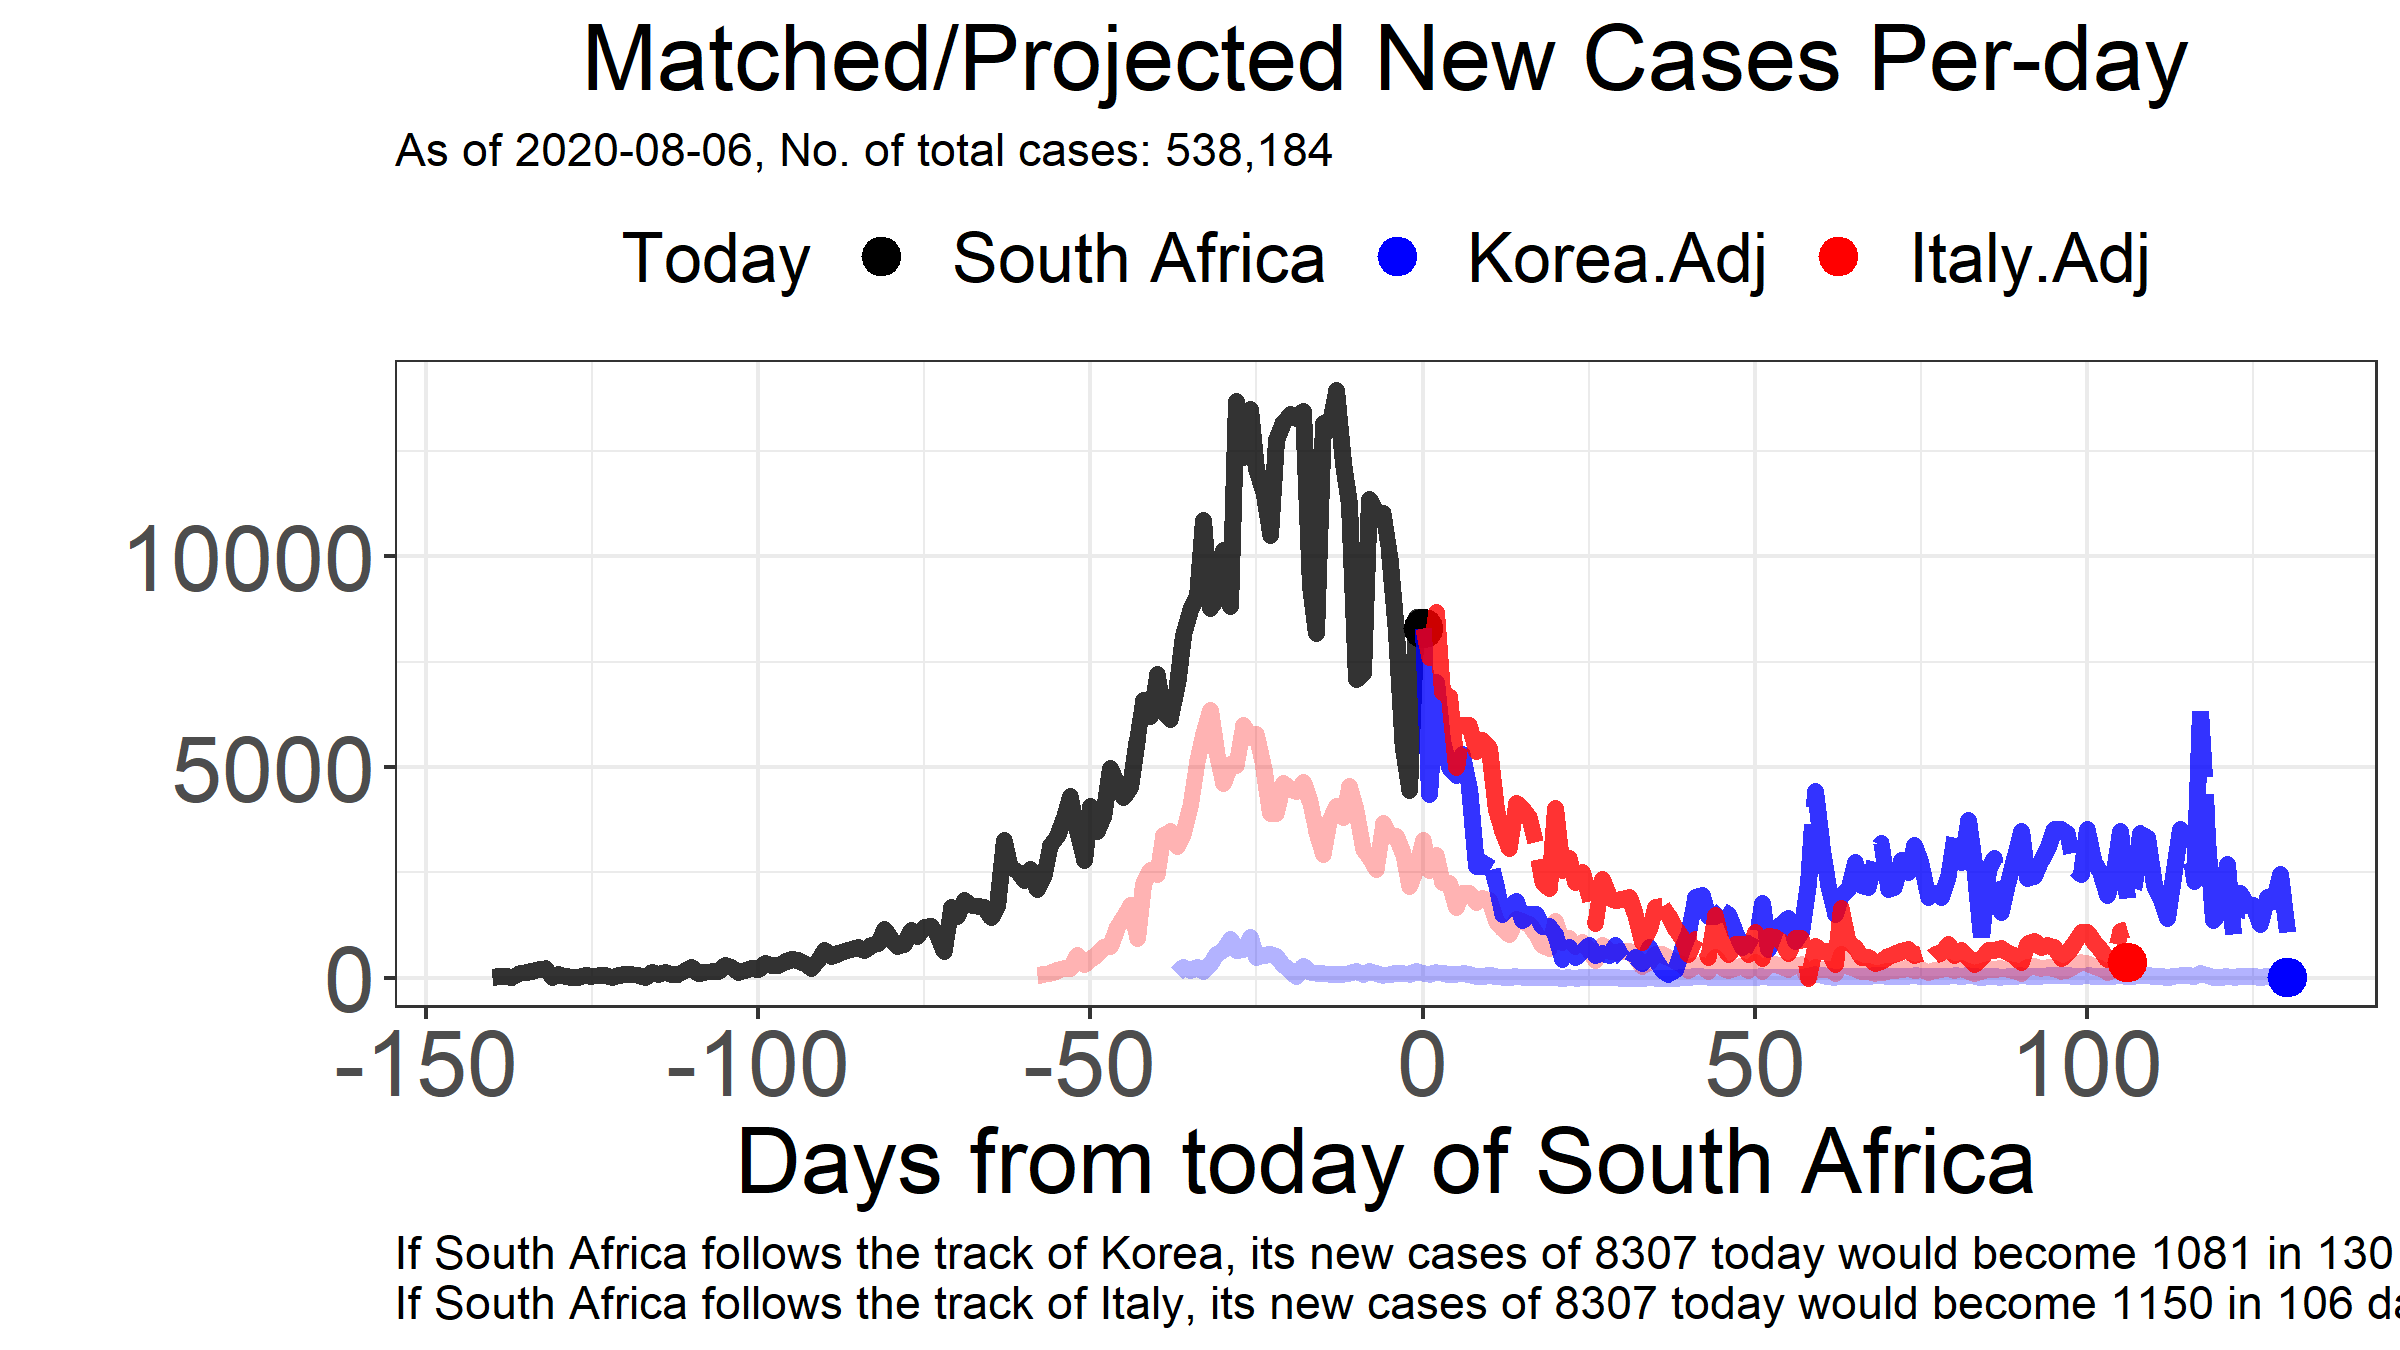 Matched/Projected New Cases Per-day
As of 2020-08-06, No. of total cases: 538,184
Today South Africa Korea.Adj Italy.Adj
10000
5000
0
-150 -100 -50 0 50 100
Days from today of South Africa
If South Africa follows the track of Korea, its new cases of 8307 today would become 1081 in 130
If South Africa follows the track of Italy, its new cases of 8307 today would become 1150 in 106 da